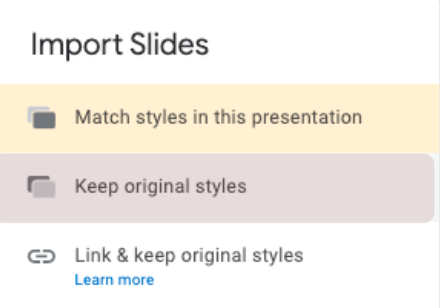 Import Slides
Match styles in this presentation
Keep original styles
Link & keep original styles
Learn more